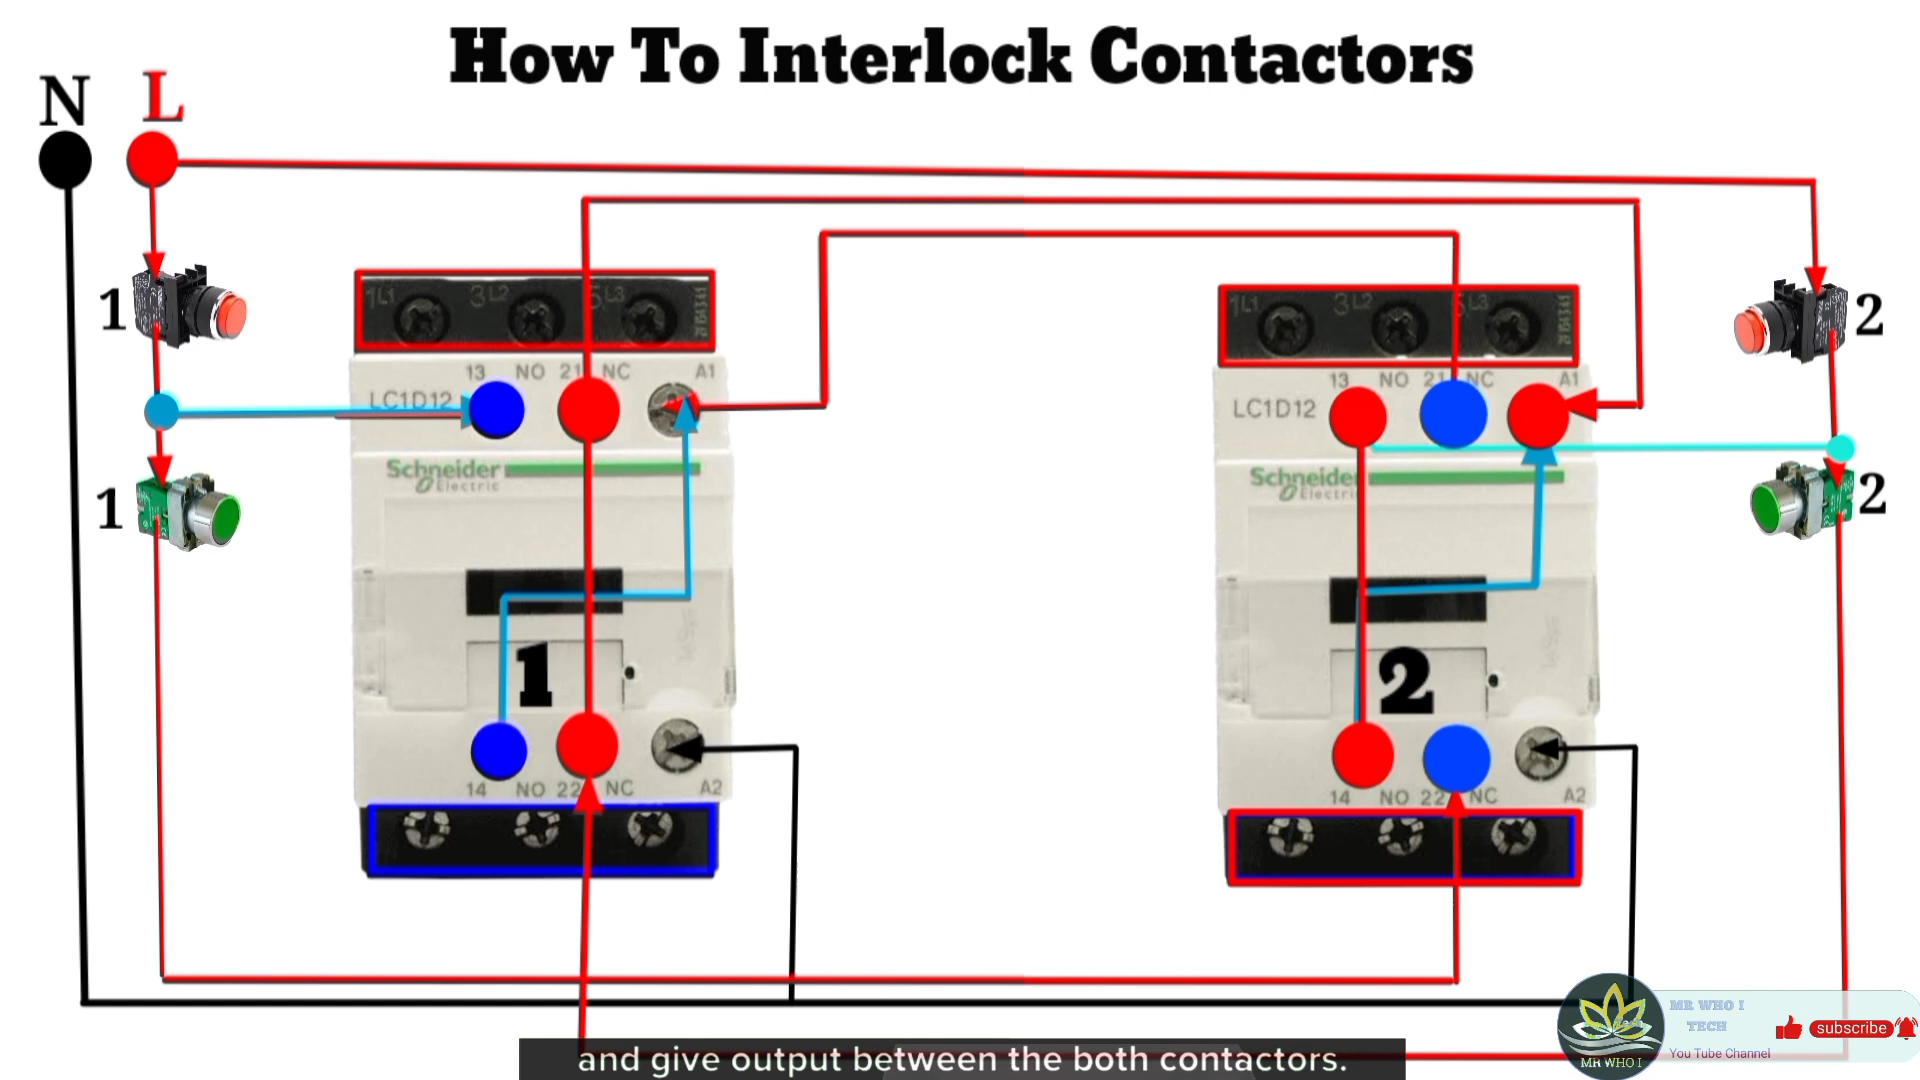 How To Interlock Contactors
N L
1L1 3L2 5L3
1L1 3L2 5L3
1
2
13 NO 21 NC A1
13 NO 21 NC A1
LC1D12
LC1D12
Schneider
Electric
Schneider
Electric
1
2
1
2
14 NO 22 NC A2
14 NO 22 NC A2
MR WHO I
TECH
subscribe
You Tube Channel
MR WHO I
and give output between the both contactors.